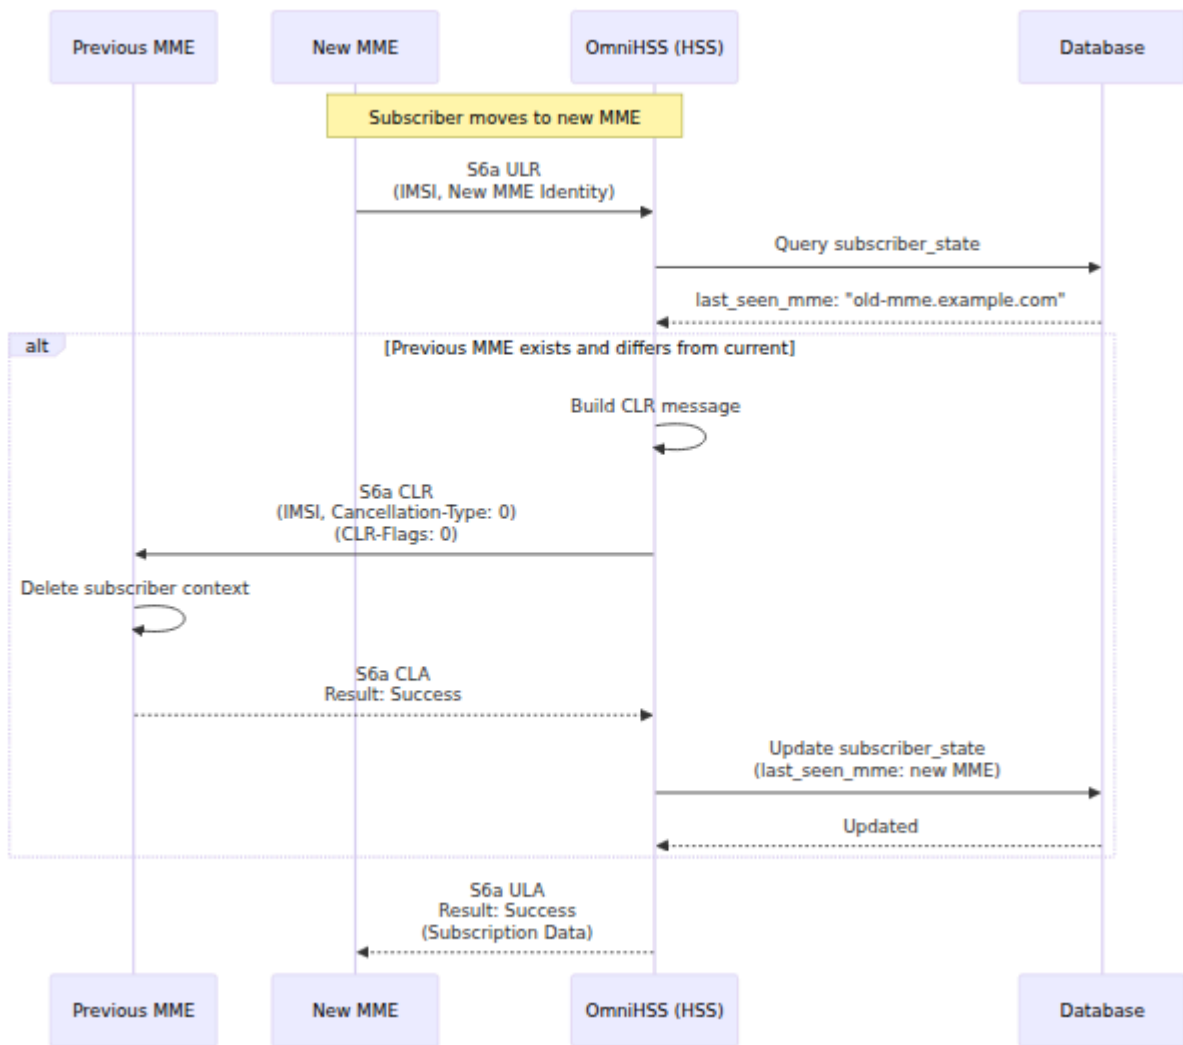 Previous MME
New MME
OmniHSS (HSS)
Database
Subscriber moves to new MME
S6a ULR
(IMSI, New MME Identity)
Query subscriber_state
last_seen_mme: "old-mme.example.com"
alt
[Previous MME exists and differs from current]
Build CLR message
S6a CLR
(IMSI, Cancellation-Type: 0)
(CLR-Flags: 0)
Delete subscriber context
S6a CLA
Result: Success
Update subscriber_state
(last_seen_mme: new MME)
Updated
S6a ULA
Result: Success
(Subscription Data)
Previous MME
New MME
OmniHSS (HSS)
Database